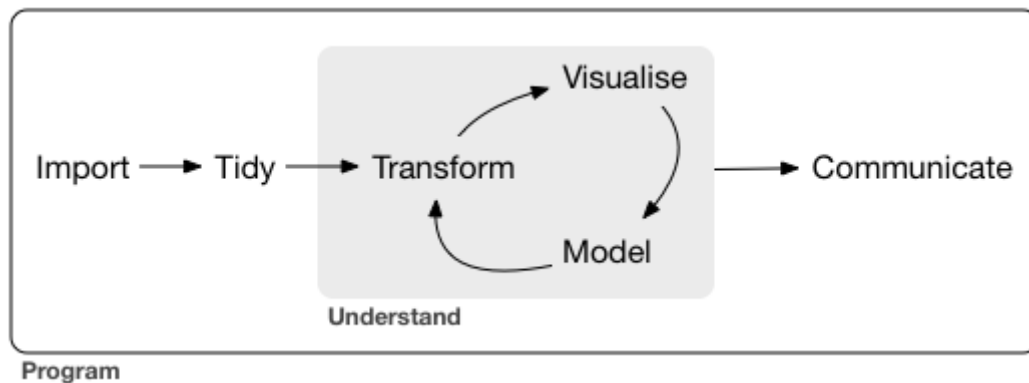 Visualise
Import
Tidy
Transform
Communicate
Model
Understand
Program